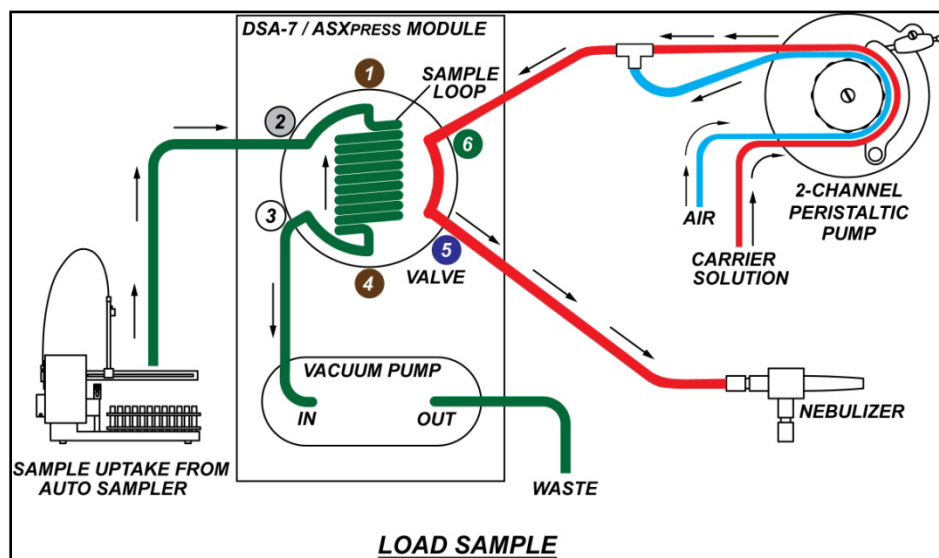 DSA-7 / ASXPRESS MODULE
1
SAMPLE
LOOP
2
6
3
2-CHANNEL
PERISTALTIC
PUMP
AIR
CARRIER
SOLUTION
5
4
VALVE
VACUUM PUMP
IN
OUT
NEBULIZER
SAMPLE UPTAKE FROM
AUTO SAMPLER
WASTE
LOAD SAMPLE